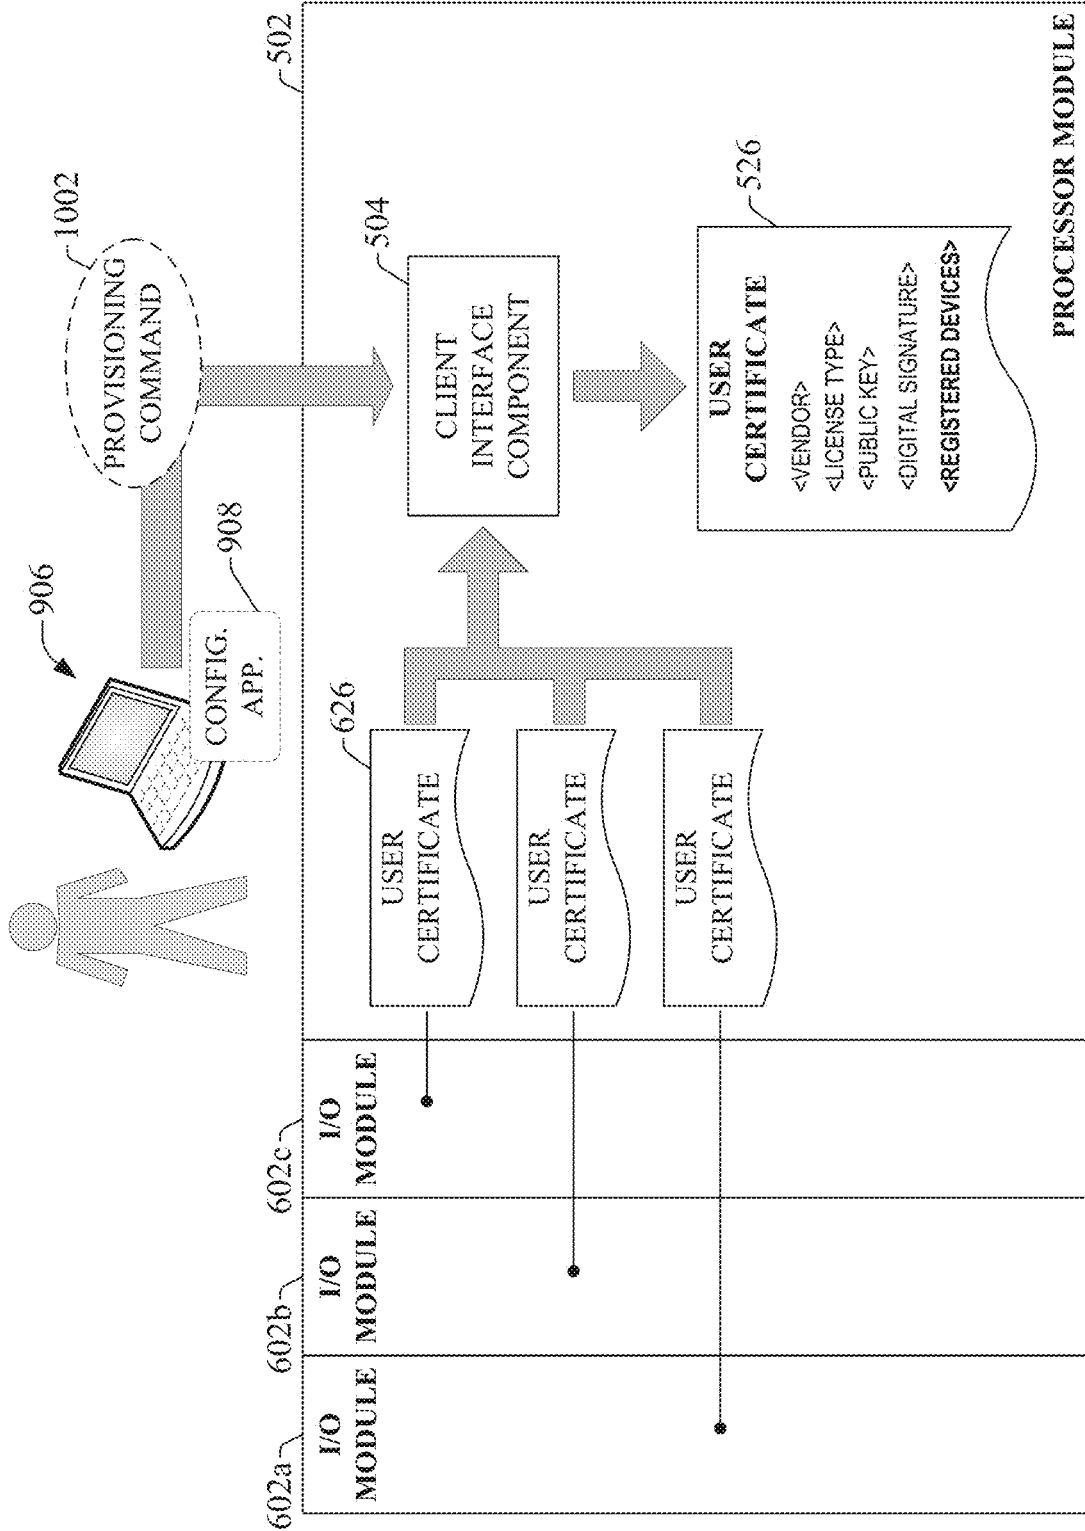 906
CONFIG.
APP.
908
PROVISIONING
COMMAND
1002
602a
602b
602c
502
I/O
MODULE
I/O
MODULE
I/O
MODULE
626
USER
CERTIFICATE
USER
CERTIFICATE
USER
CERTIFICATE
504
CLIENT
INTERFACE
COMPONENT
526
USER
CERTIFICATE
<VENDOR>
<LICENSE TYPE>
<PUBLIC KEY>
<DIGITAL SIGNATURE>
<REGISTERED DEVICES>
PROCESSOR MODULE